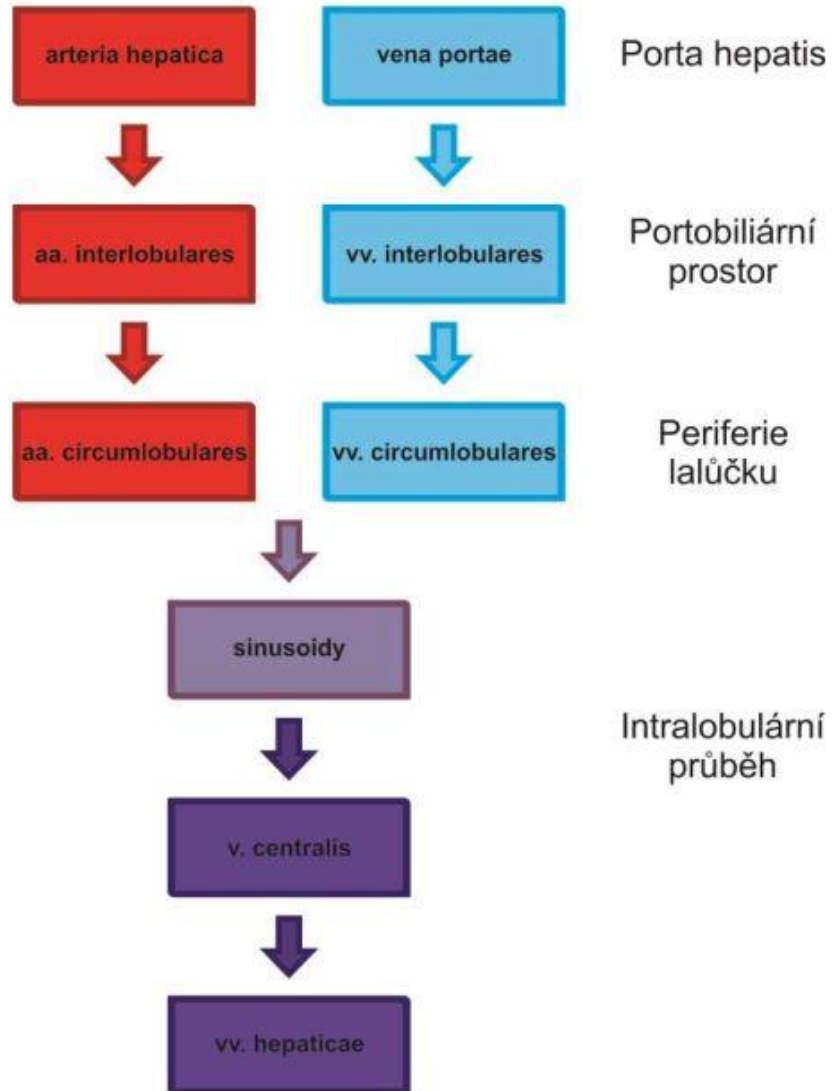 arteria hepatica
vena portae
Porta hepatis
aa. interlobulares
vv. interlobulares
Portobiliární
prostor
aa. circumlobulares
vv. circumlobulares
Periferie
lalůčku
sinusoidy
Intralobulární
průběh
v. centralis
vv. hepaticae